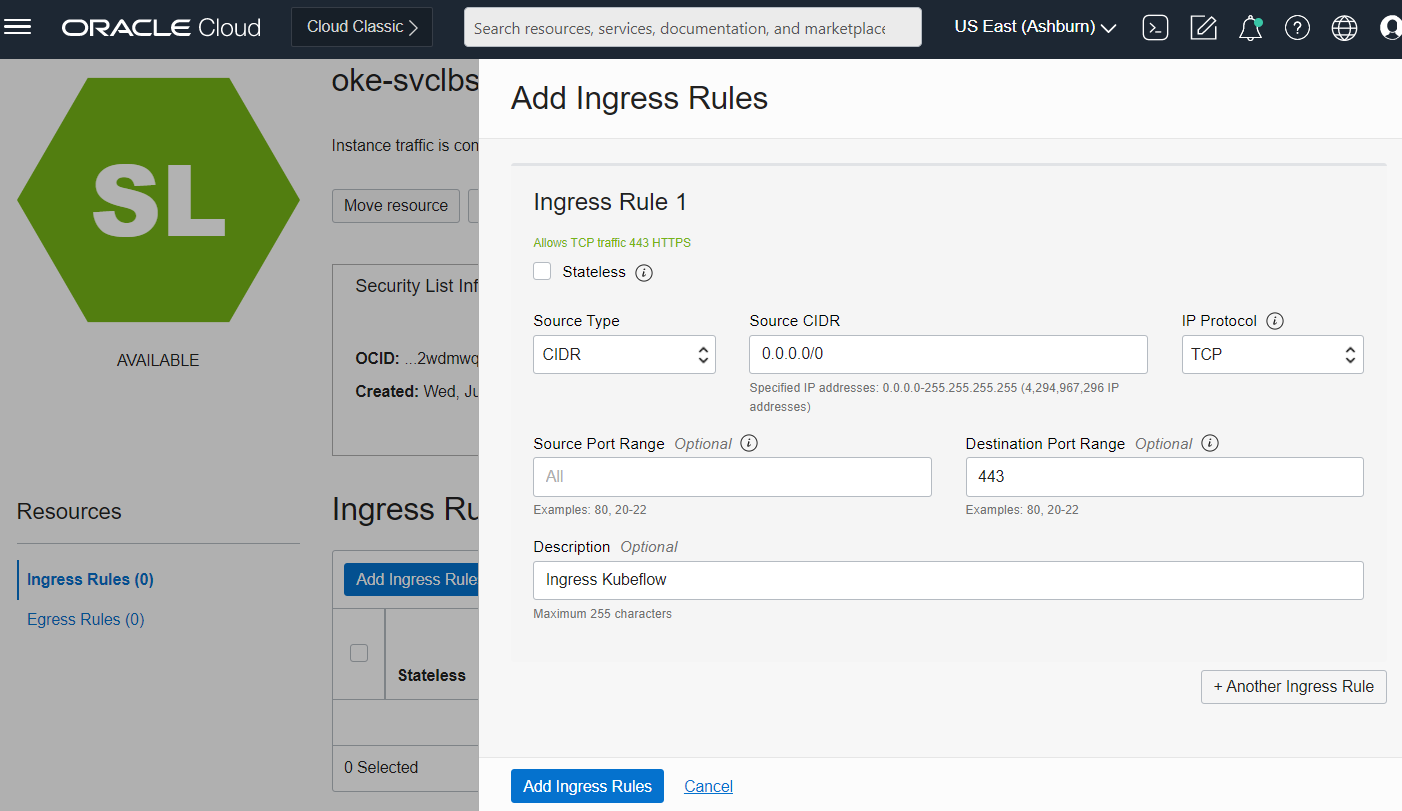 ORACLE Cloud
Cloud Classic
Search resources, services, documentation, and marketplace
US East (Ashburn)
SL
AVAILABLE
Resources
Ingress Rules (0)
Egress Rules (0)
oke-svclbs
Instance traffic is con
Move resource
Security List Inf
OCID: ...2wdmwq
Created: Wed, Ju
Ingress Ru
Add Ingress Rule
Stateless
0 Selected
Add Ingress Rules
Ingress Rule 1
Allows TCP traffic 443 HTTPS
Stateless
Source Type
Source CIDR
IP Protocol
CIDR
0.0.0.0/0
TCP
Specified IP addresses: 0.0.0.0-255.255.255.255 (4,294,967,296 IP
addresses)
Source Port Range Optional
Destination Port Range Optional
All
443
Examples: 80, 20-22
Examples: 80, 20-22
Description Optional
Ingress Kubeflow
Maximum 255 characters
+ Another Ingress Rule
Add Ingress Rules
Cancel